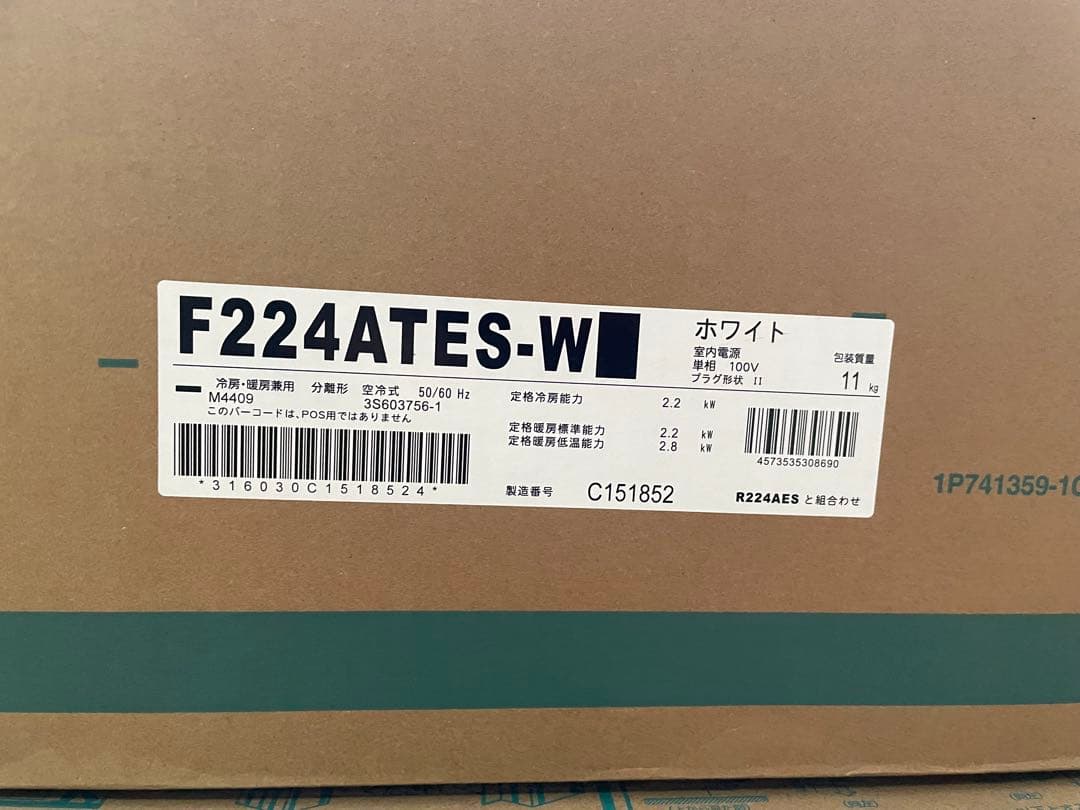 F224ATES-W
ホワイト
室内電源
単相 100V
プラグ形状 II
包装質量
11 kg
冷房・暖房兼用 分離形 空冷式 50/60 Hz
M4409 3S603756-1
このバーコードは、POS用ではありません
*316030C1518524*
定格冷房能力 2.2 kW
定格暖房標準能力 2.2 kW
定格暖房低温能力 2.8 kW
製造番号 C151852
4573535308690
R224AES と組合わせ
1P741359-1